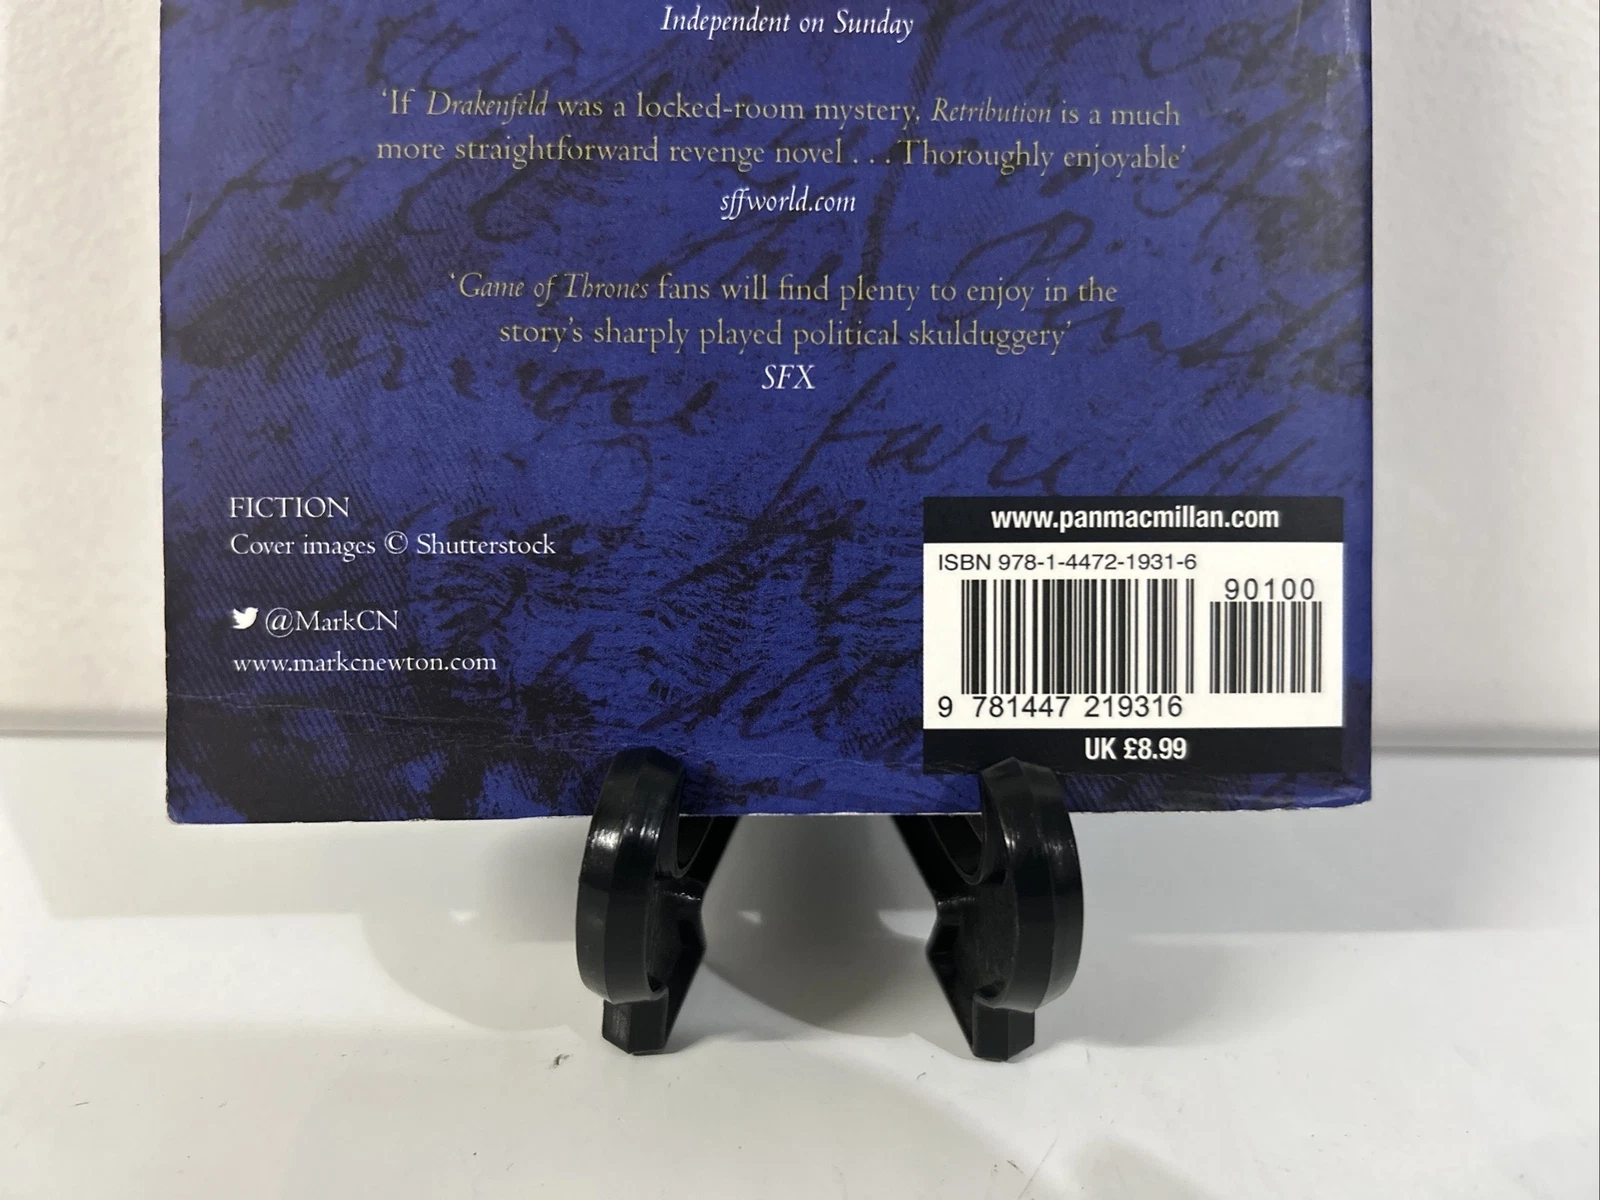 Independent on Sunday
‘If Drakenfeld was a locked-room mystery, Retribution is a much
more straightforward revenge novel . . . Thoroughly enjoyable’
sffworld.com
‘Game of Thrones fans will find plenty to enjoy in the
story’s sharply played political skulduggery’
SFX
FICTION
Cover images © Shutterstock
@MarkCN
www.markcnewton.com
www.panmacmillan.com
ISBN 978-1-4472-1931-6
90100
9 781447 219316
UK £8.99